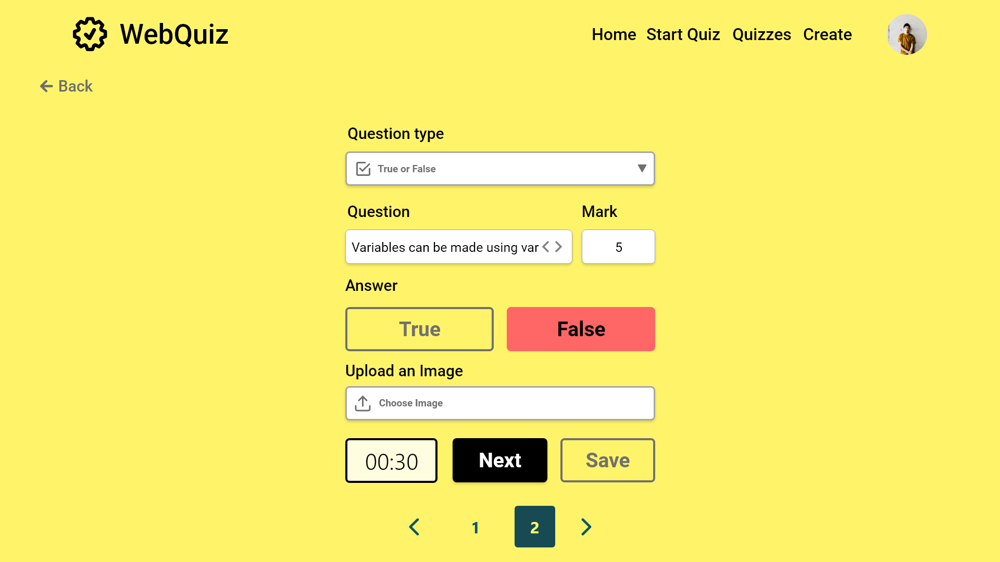 WebQuiz
Home Start Quiz Quizzes Create
Back
Question type
True or False
Question Mark
Variables can be made using var 5
Answer
True False
Upload an Image
Choose Image
00:30 Next Save
1 2